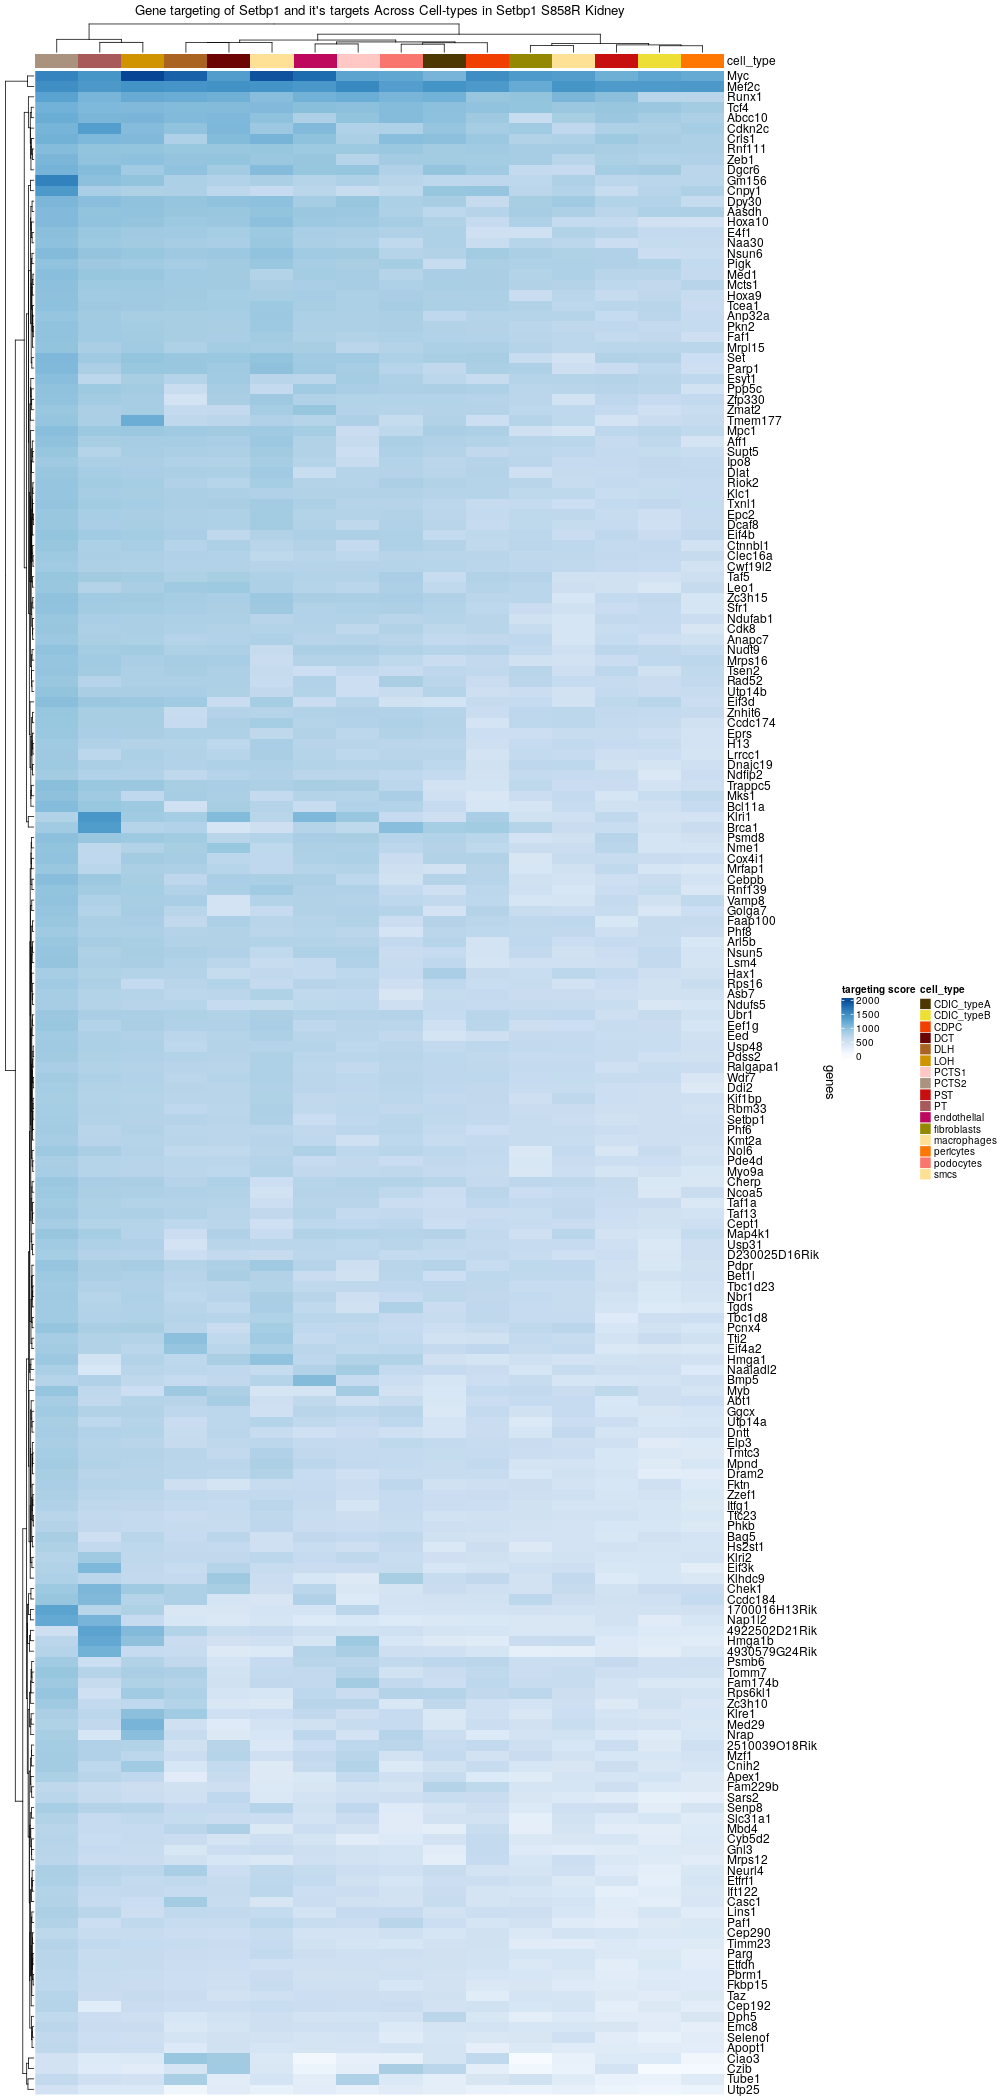 Gene targeting of Setbp1 and it's targets Across Cell-types in Setbp1 S858R Kidney
cell_type
Myc
Mef2c
Runx1
Tcf4
Abcc10
Cdkn2c
Crls1
Rnf111
Zeb1
Dgcr6
Gm156
Cnpy1
Dpy30
Aasdh
Hoxa10
E4f1
Naa30
Nsun6
Pigk
Med1
Mcts1
Hoxa9
Tcea1
Anp32a
Pkn2
Faf1
Mrpl15
Set
Parp1
Esyt1
Ppp5c
Zfp330
Zmat2
Tmem177
Mpc1
Aff1
Supt5
Ipo8
Dlat
Riok2
Klc1
Txnl1
Epc2
Dcaf8
Eif4b
Ctnnbl1
Clec16a
Cwf19l2
Taf5
Leo1
Zc3h15
Sfr1
Ndufab1
Cdk8
Anapc7
Nudt9
Mrps16
Tsen2
Rad52
Utp14b
Eif3d
Znhit6
Ccdc174
Eprs
H13
Lrrcc1
Dnajc19
Ndfip2
Trappc5
Mks1
Bcl11a
Klri1
Brca1
Psmd8
Nme1
Cox4i1
Mrfap1
Cebpb
Rnf139
Vamp8
Golga7
Faap100
Phf8
Arl5b
Nsun5
Lsm4
Hax1
Rps16
Asb7
Ndufs5
Ubr1
Eef1g
Eed
Usp48
Pdss2
Ralgapa1
Wdr7
Ddi2
Kif1bp
Rbm33
Setbp1
Phf6
Kmt2a
Nol6
Pde4d
Myo9a
Cherp
Ncoa5
Taf1a
Taf13
Cept1
Map4k1
Usp31
D230025D16Rik
Pdpr
Bet1l
Tbc1d23
Nbr1
Tgds
Tbc1d8
Pcnx4
Tti2
Eif4a2
Hmga1
Naaladl2
Bmp5
Myb
Abt1
Ggcx
Utp14a
Dntt
Elp3
Tmtc3
Mpnd
Dram2
Fktn
Zzef1
Itfg1
Ttc23
Phkb
Bag5
Hs2st1
Klri2
Eif3k
Klhdc9
Chek1
Ccdc184
1700016H13Rik
Nap1l2
4922502D21Rik
Hmga1b
4930579G24Rik
Psmb6
Tomm7
Fam174b
Rps6kl1
Zc3h10
Klre1
Med29
Nrap
2510039O18Rik
Mzf1
Cnih2
Apex1
Fam229b
Sars2
Senp8
Slc31a1
Mbd4
Cyb5d2
Gnl3
Mrps12
Neurl4
Etfrf1
Ift122
Casc1
Lins1
Paf1
Cep290
Timm23
Parg
Etfdh
Pbrm1
Fkbp15
Taz
Cep192
Dph5
Emc8
Selenof
Apopt1
Ciao3
Czib
Tube1
Utp25
genes
targeting score
2000
1500
1000
500
0
cell_type
CDIC_typeA
CDIC_typeB
CDPC
DCT
DLH
LOH
PCTS1
PCTS2
PST
PT
endothelial
fibroblasts
macrophages
pericytes
podocytes
smcs